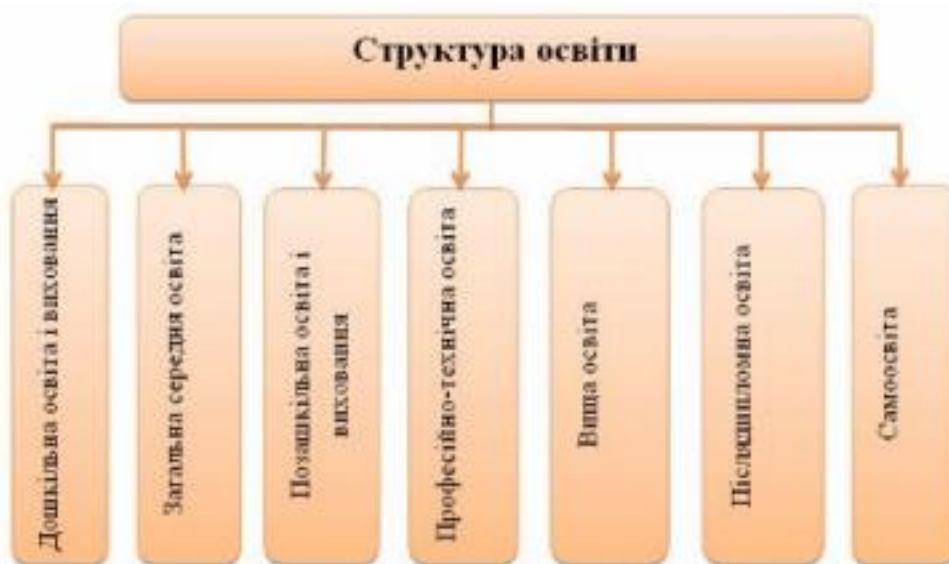 Структура освіти
Дошкільна освіта і виховання
Загальна середня освіта
Позашкільна освіта і
виховання
Професійно-технічна освіта
Вища освіта
Післядипломна освіта
Самоосвіта